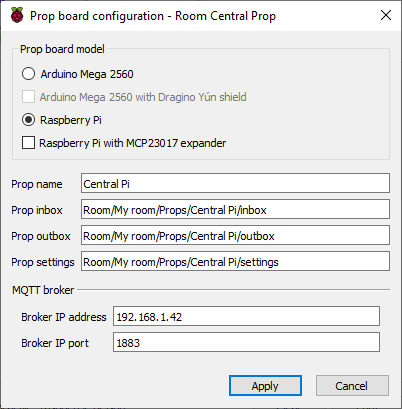 Prop board configuration - Room Central Prop
Prop board model
Arduino Mega 2560
Arduino Mega 2560 with Dragino Yún shield
Raspberry Pi
Raspberry Pi with MCP23017 expander
Prop name Central Pi
Prop inbox Room/My room/Props/Central Pi/inbox
Prop outbox Room/My room/Props/Central Pi/outbox
Prop settings Room/My room/Props/Central Pi/settings
MQTT broker
Broker IP address 192.168.1.42
Broker IP port 1883
Apply Cancel